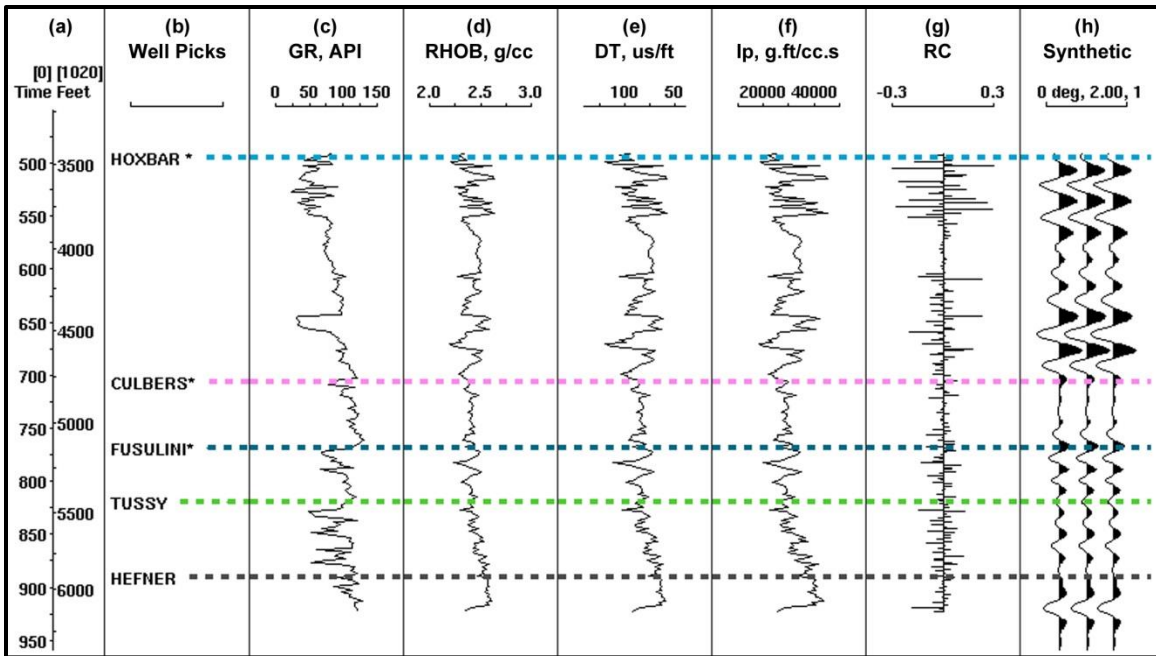 (a) (b) (c) (d) (e) (f) (g) (h)
Well Picks GR, API RHOB, g/cc DT, us/ft Ip, g.ft/cc.s RC Synthetic
[0] [1020]
Time Feet 0 50 100 150 2.0 2.5 3.0 100 50 20000 40000 -0.3 0.3 0 deg, 2.00, 1
HOXBAR *
500 3500
550
4000
600
650
4500
700
CULBERS*
5000
750
FUSULINI*
800
TUSSY
5500
850
HEFNER
900 6000
950